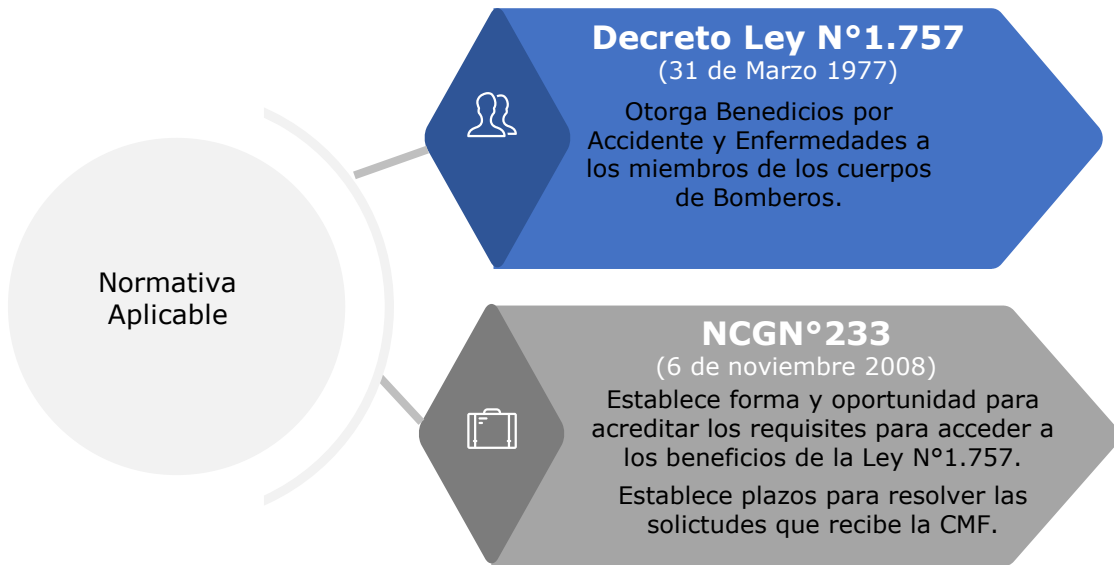 Normativa
Aplicable
Decreto Ley N°1.757
(31 de Marzo 1977)
Otorga Benedicios por
Accidente y Enfermedades a
los miembros de los cuerpos
de Bomberos.
NCGN°233
(6 de noviembre 2008)
Establece forma y oportunidad para
acreditar los requisites para acceder a
los beneficios de la Ley N°1.757.
Establece plazos para resolver las
solictudes que recibe la CMF.